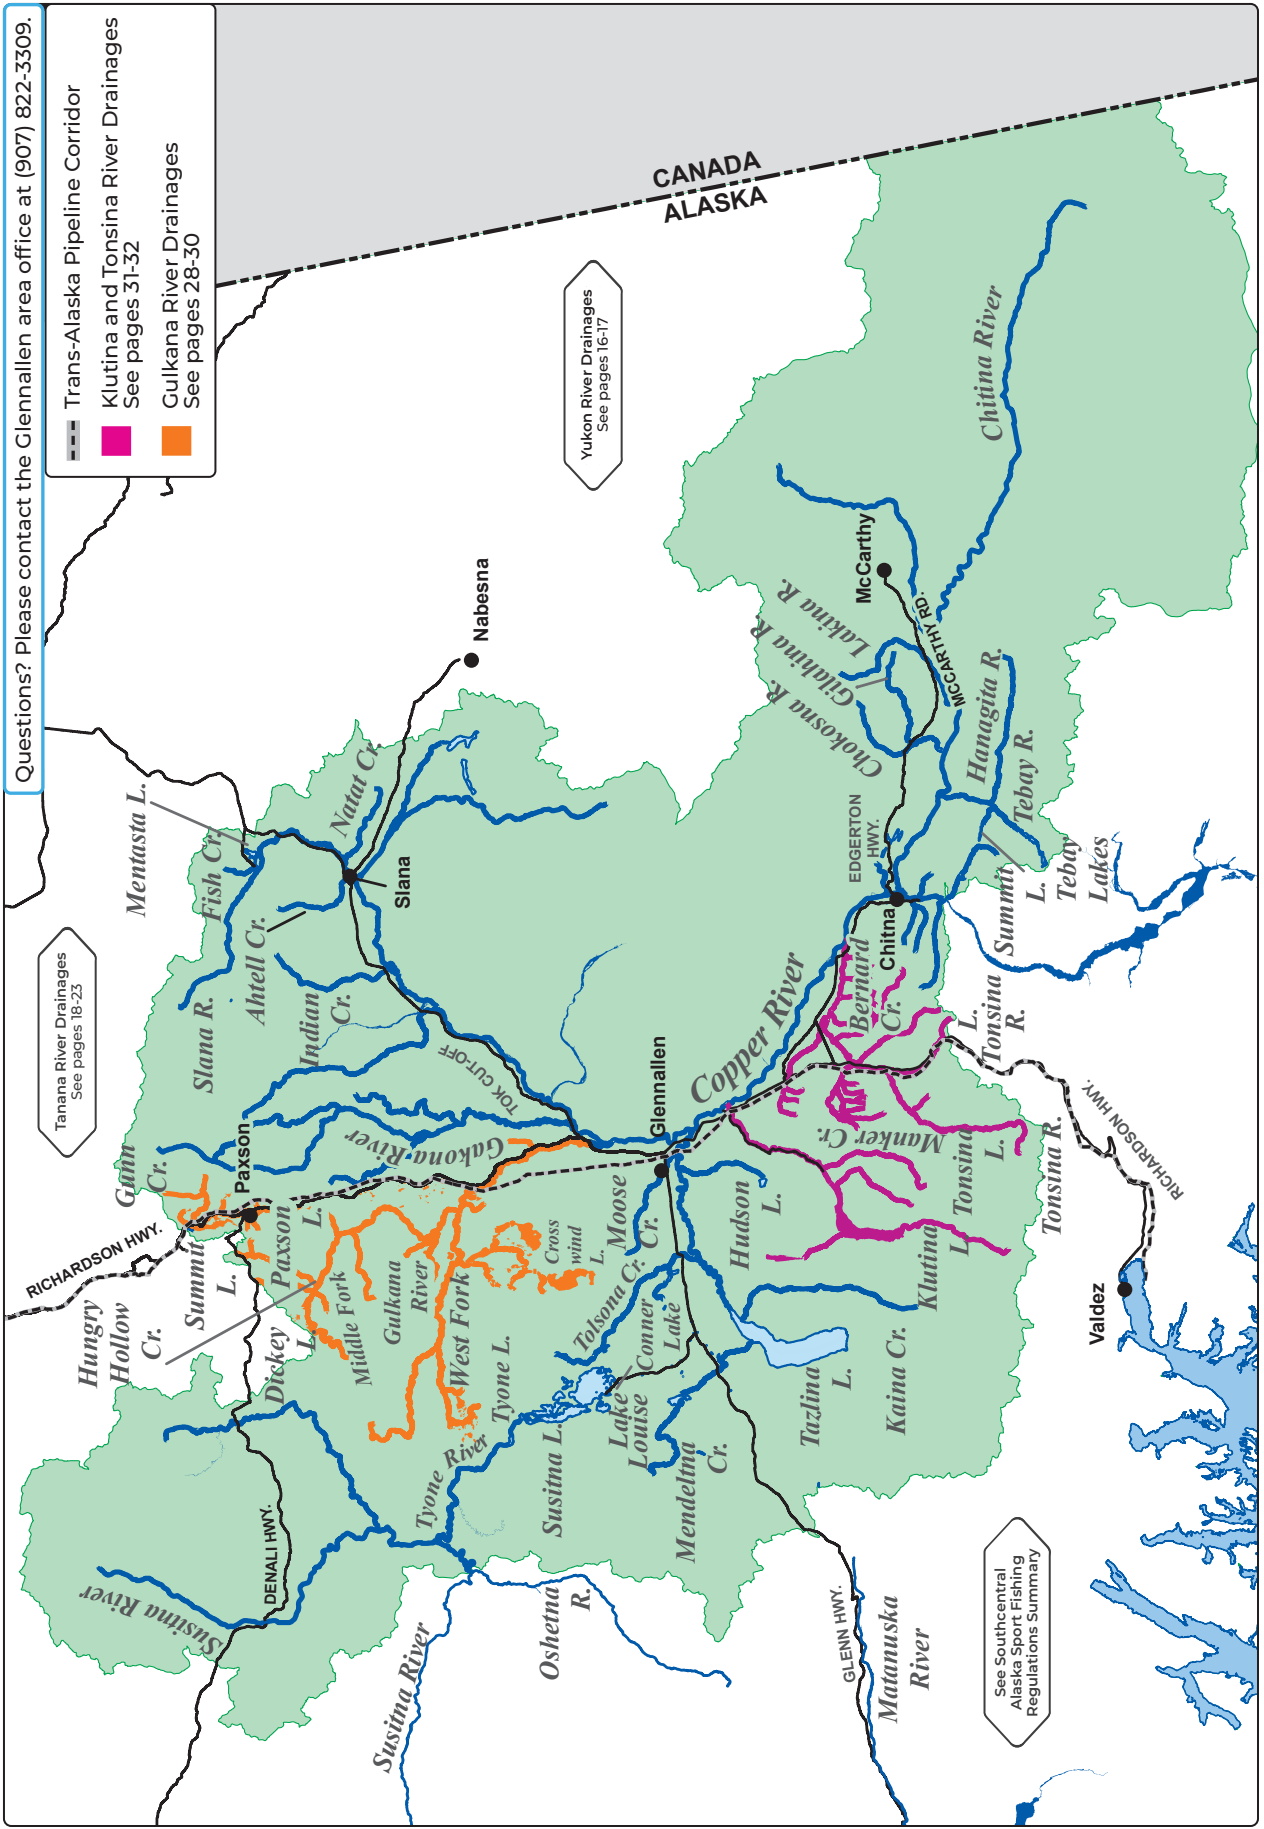 Questions? Please contact the Glennallen area office at (907) 822-3309.
Trans-Alaska Pipeline Corridor
Klutina and Tonsina River Drainages
See pages 31-32
Gulkana River Drainages
See pages 28-30
CANADA
ALASKA
Yukon River Drainages
See pages 16-17
Tanana River Drainages
See pages 18-23
See Southcentral
Alaska Sport Fishing
Regulations Summary
Nabesna
Mentasta L.
Fish Cr.
Natat Cr.
Slana
Ahtell Cr.
Slana R.
Indian
Cr.
TOK CUT-OFF
Gunn
Cr.
Paxson
Gakona River
RICHARDSON HWY.
Summit
L.
Paxson
L.
Hungry
Hollow
Cr.
Dickey
L.
Middle Fork
Gulkana
River
West Fork
Cross
wind
L.
Moose
Cr.
Glennallen
Copper River
Hudson
L.
Tolsona Cr.
Conner
Lake
Tyone L.
Tyone River
Lake
Louise
Susitna L.
Mendeltna
Cr.
Tazlina
L.
Kaina Cr.
Klutina
L.
Manker Cr.
Tonsina
L.
Tonsina R.
L.
Tonsina
R.
Bernard
Cr.
Chitna
EDGERTON
HWY.
McCarthy
MCCARTHY RD.
Lakina R.
Gilahina R.
Chokosna R.
Chitina River
Hanagita R.
Tebay R.
Tebay
Lakes
Summit
L.
RICHARDSON HWY.
Valdez
DENALI HWY.
Susitna River
Susitna River
Oshetna
R.
GLENN HWY.
Matanuska
River